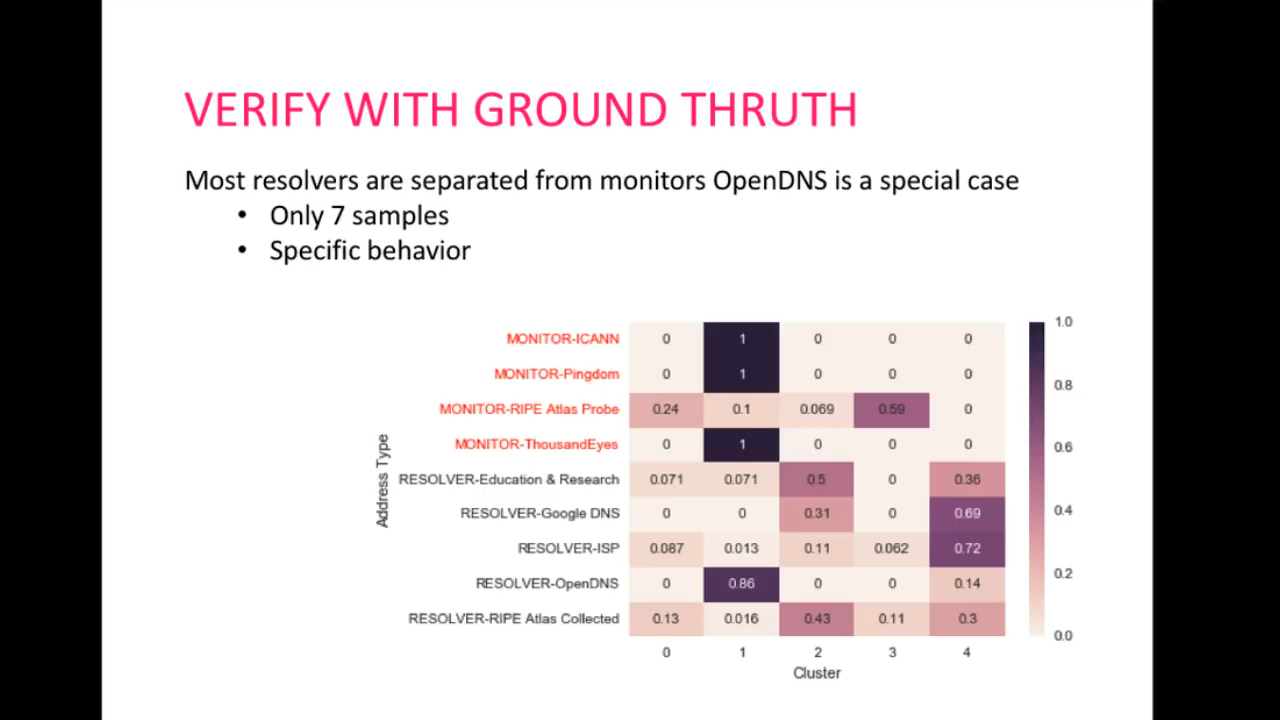 VERIFY WITH GROUND THRUTH
Most resolvers are separated from monitors OpenDNS is a special case
• Only 7 samples
• Specific behavior
MONITOR-ICANN 0 1 0 0 0
MONITOR-Pingdom 0 1 0 0 0
MONITOR-RIPE Atlas Probe 0.24 0.1 0.069 0.59 0
MONITOR-ThousandEyes 0 1 0 0 0
RESOLVER-Education & Research 0.071 0.071 0.5 0 0.36
RESOLVER-Google DNS 0 0 0.31 0 0.69
RESOLVER-ISP 0.087 0.013 0.11 0.062 0.72
RESOLVER-OpenDNS 0 0.86 0 0 0.14
RESOLVER-RIPE Atlas Collected 0.13 0.016 0.43 0.11 0.3
0 1 2 3 4
Cluster
Address Type
1.0
0.8
0.6
0.4
0.2
0.0